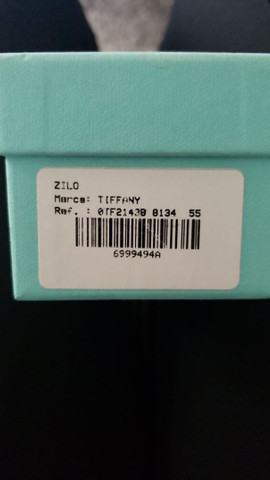 ZILO
Marca: TIFFANY
Ref. : 0TF2143B 8134 55
6999494A